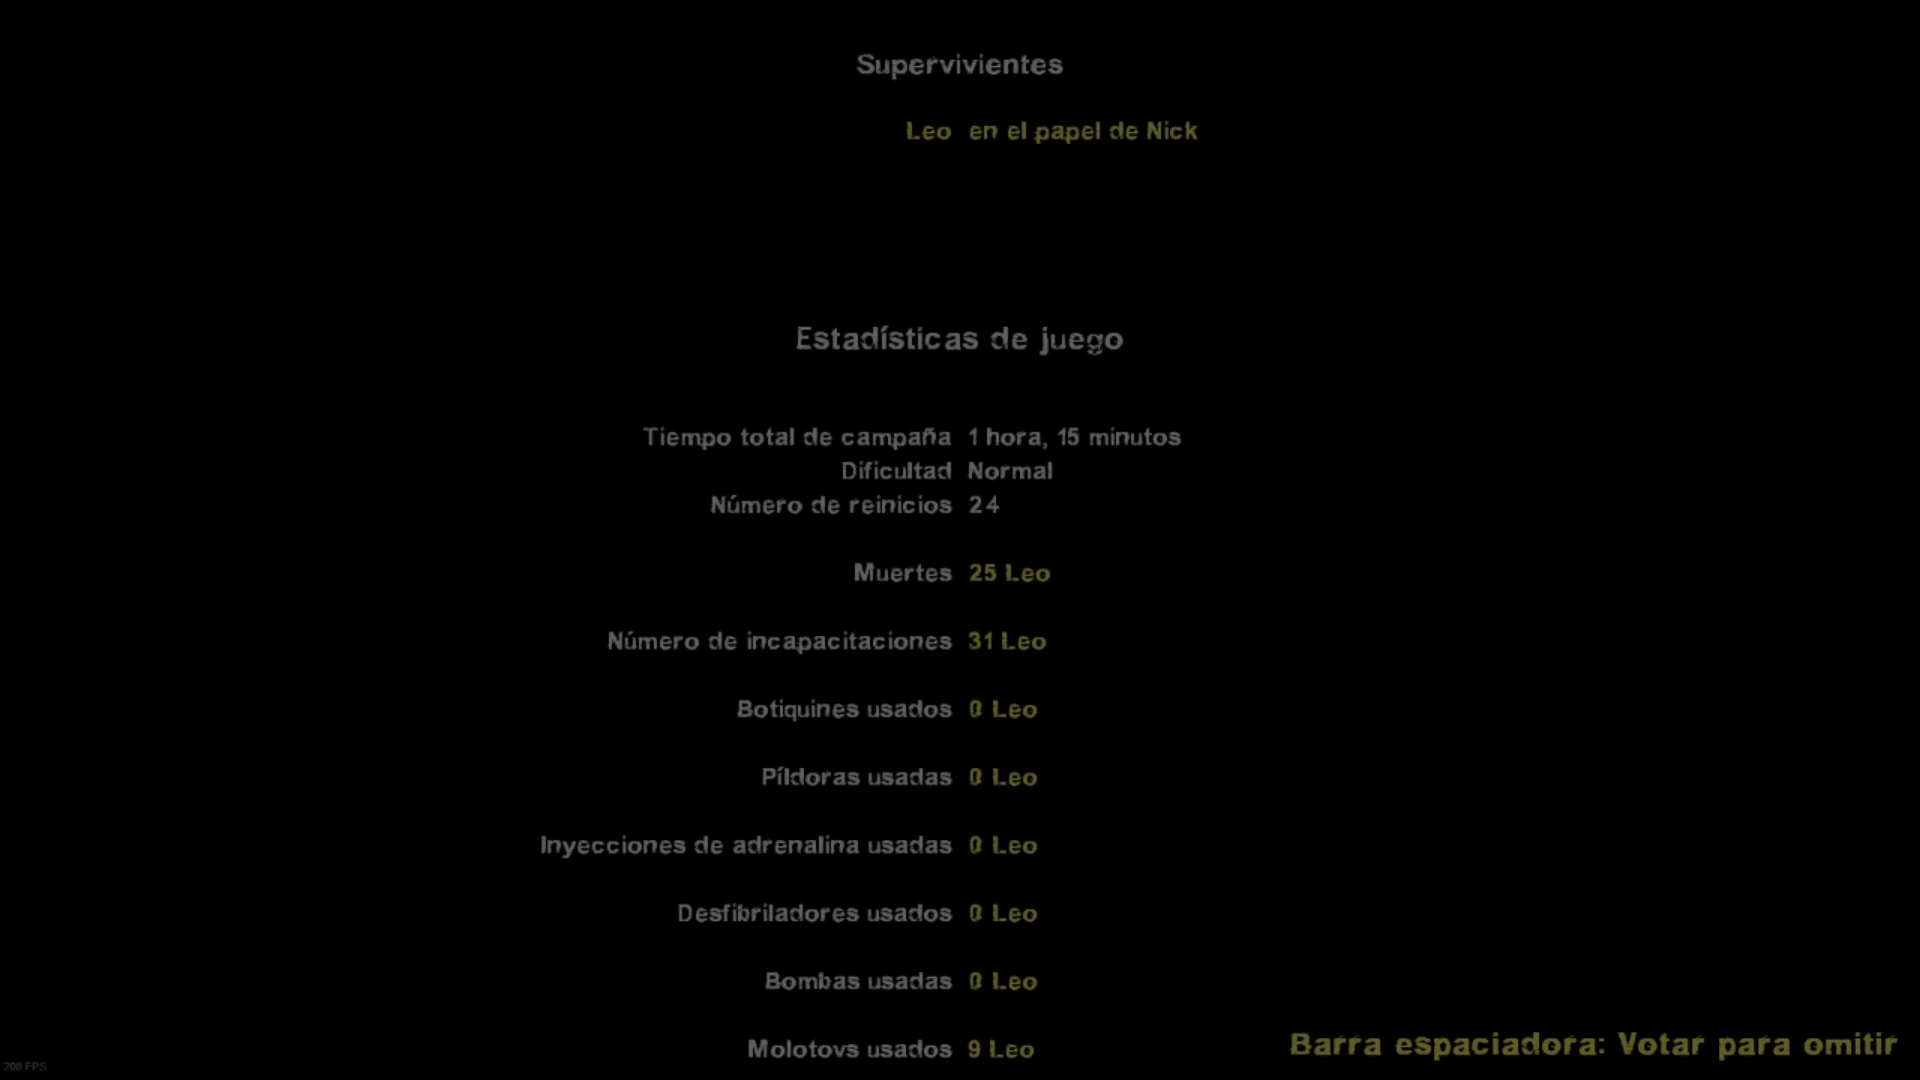 Supervivientes
Leo en el papel de Nick
Estadísticas de juego
Tiempo total de campaña 1 hora, 15 minutos
Dificultad Normal
Número de reinicios 24
Muertes 25 Leo
Número de incapacitaciones 31 Leo
Botiquines usados 0 Leo
Píldoras usadas 0 Leo
Inyecciones de adrenalina usadas 0 Leo
Desfibriladores usados 0 Leo
Bombas usadas 0 Leo
Molotovs usados 9 Leo
Barra espaciadora: Votar para omitir
208 FPS